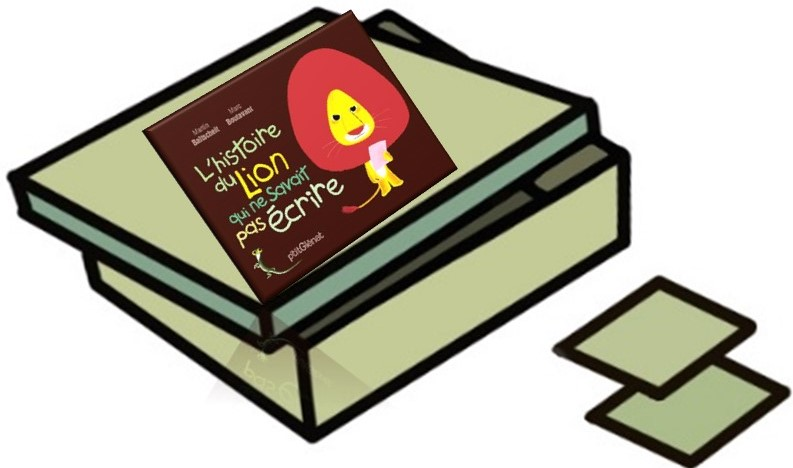 Martin Baltscheit
Marc Boutavant
L'histoire
du Lion
qui ne savait
pas écrire
p'titGlénat